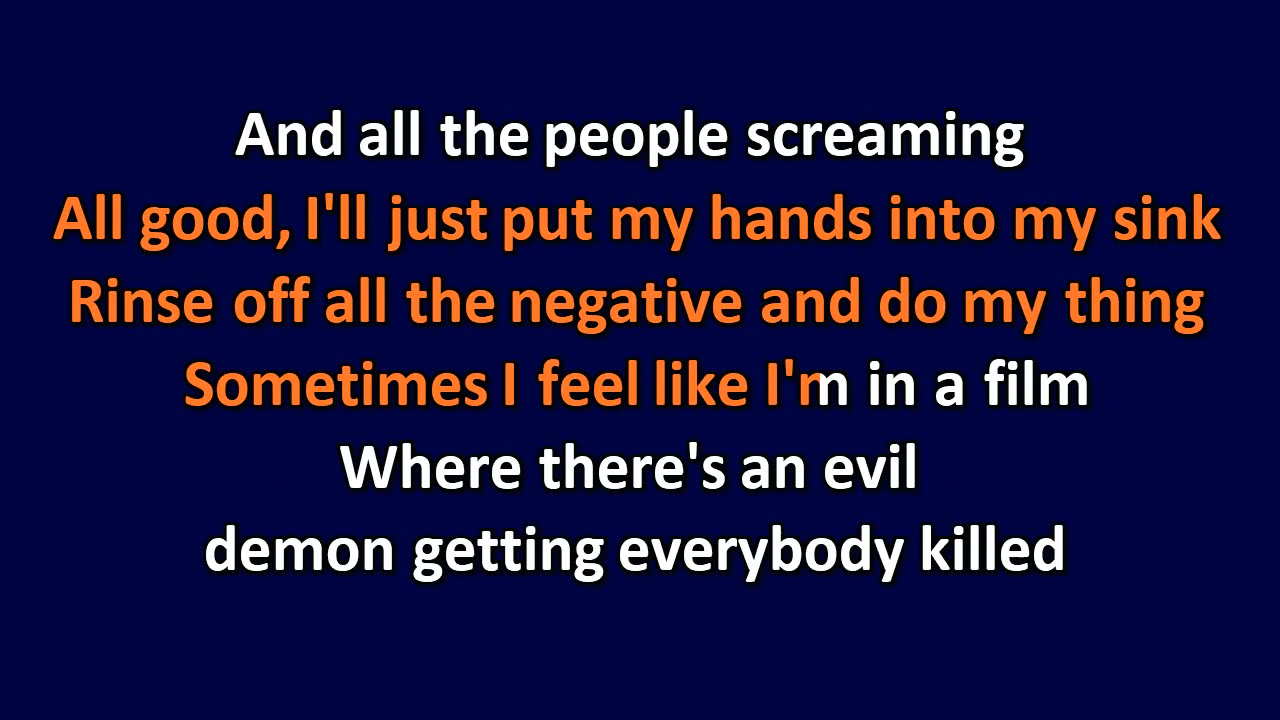 And all the people screaming
All good, I'll just put my hands into my sink
Rinse off all the negative and do my thing
Sometimes I feel like I'm in a film
Where there's an evil
demon getting everybody killed